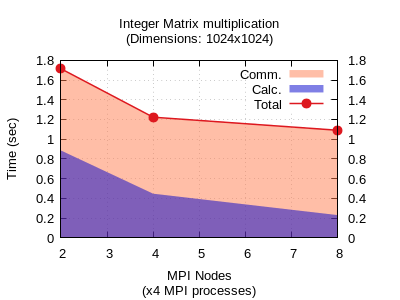 Integer Matrix multiplication
(Dimensions: 1024x1024)
1.8 1.8
Comm.
1.6 1.6
Calc.
1.4 1.4
Total
1.2 1.2
1 1
0.8 0.8
0.6 0.6
0.4 0.4
0.2 0.2
0 0
Time (sec)
2 3 4 5 6 7 8
MPI Nodes
(x4 MPI processes)